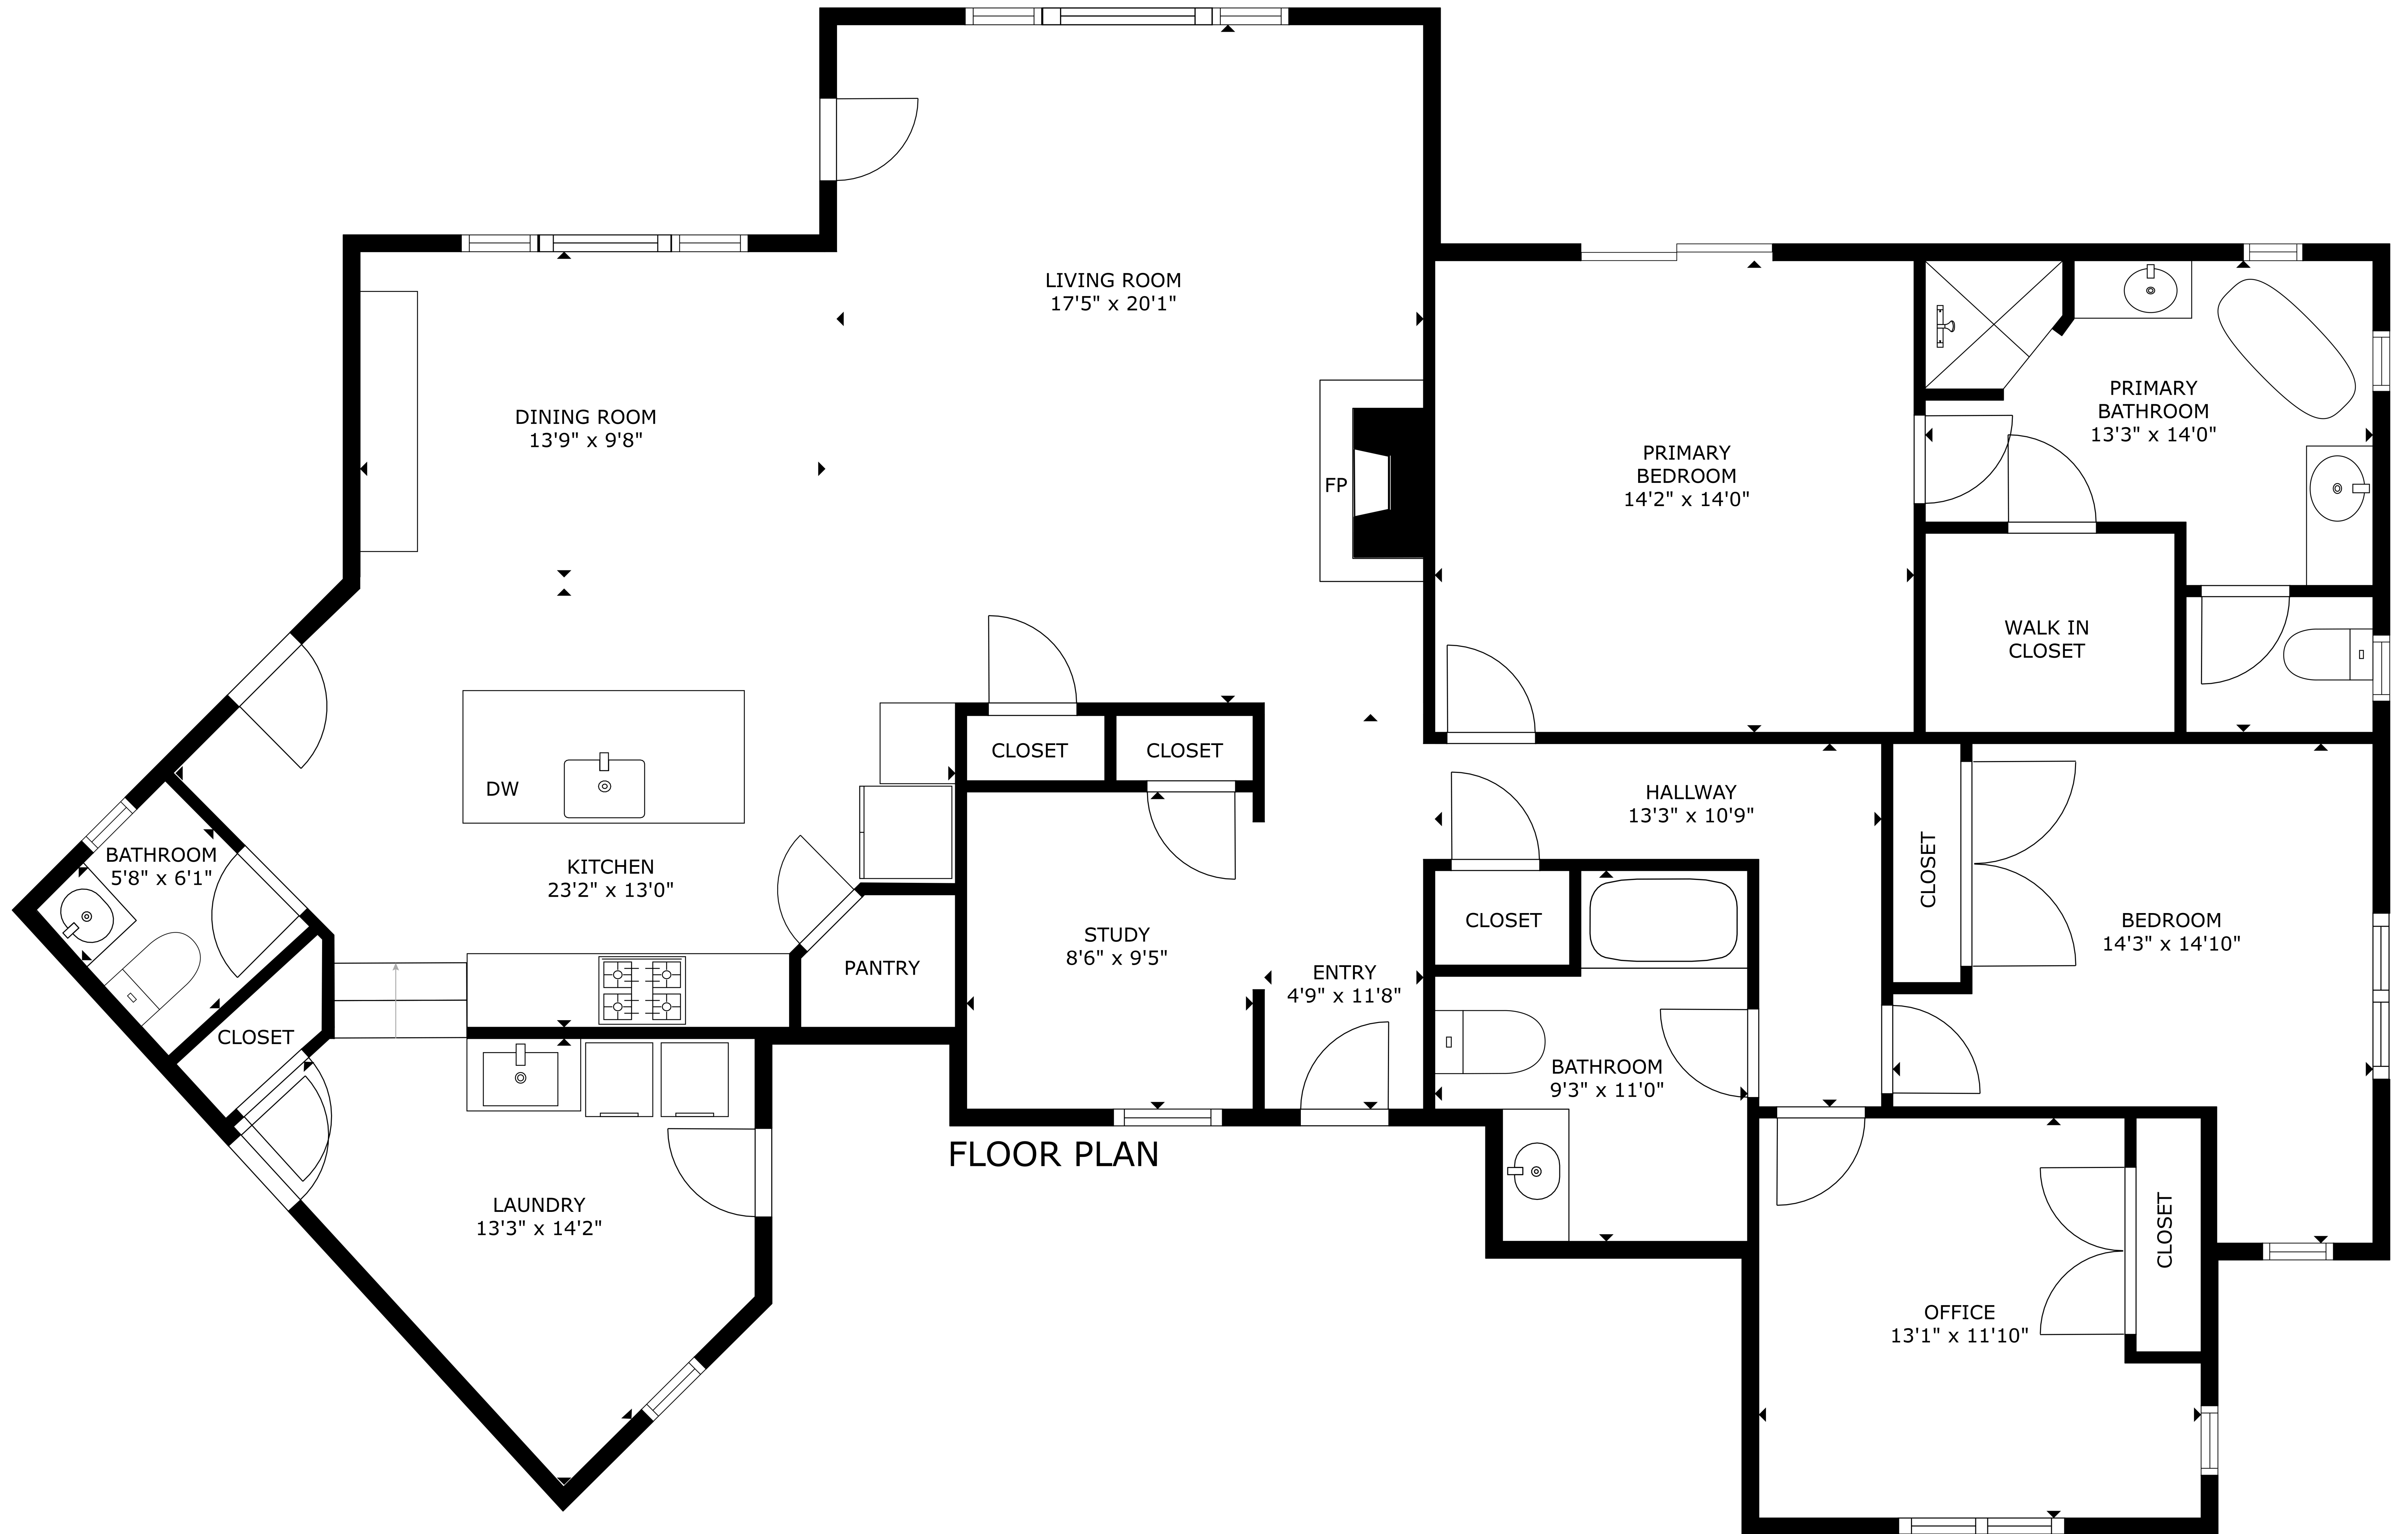 LIVING ROOM
17'5" x 20'1"
DINING ROOM
13'9" x 9'8"
FP
PRIMARY
BEDROOM
14'2" x 14'0"
PRIMARY
BATHROOM
13'3" x 14'0"
WALK IN
CLOSET
DW
KITCHEN
23'2" x 13'0"
BATHROOM
5'8" x 6'1"
CLOSET
PANTRY
CLOSET
CLOSET
STUDY
8'6" x 9'5"
ENTRY
4'9" x 11'8"
HALLWAY
13'3" x 10'9"
CLOSET
CLOSET
BEDROOM
14'3" x 14'10"
BATHROOM
9'3" x 11'0"
FLOOR PLAN
LAUNDRY
13'3" x 14'2"
OFFICE
13'1" x 11'10"
CLOSET